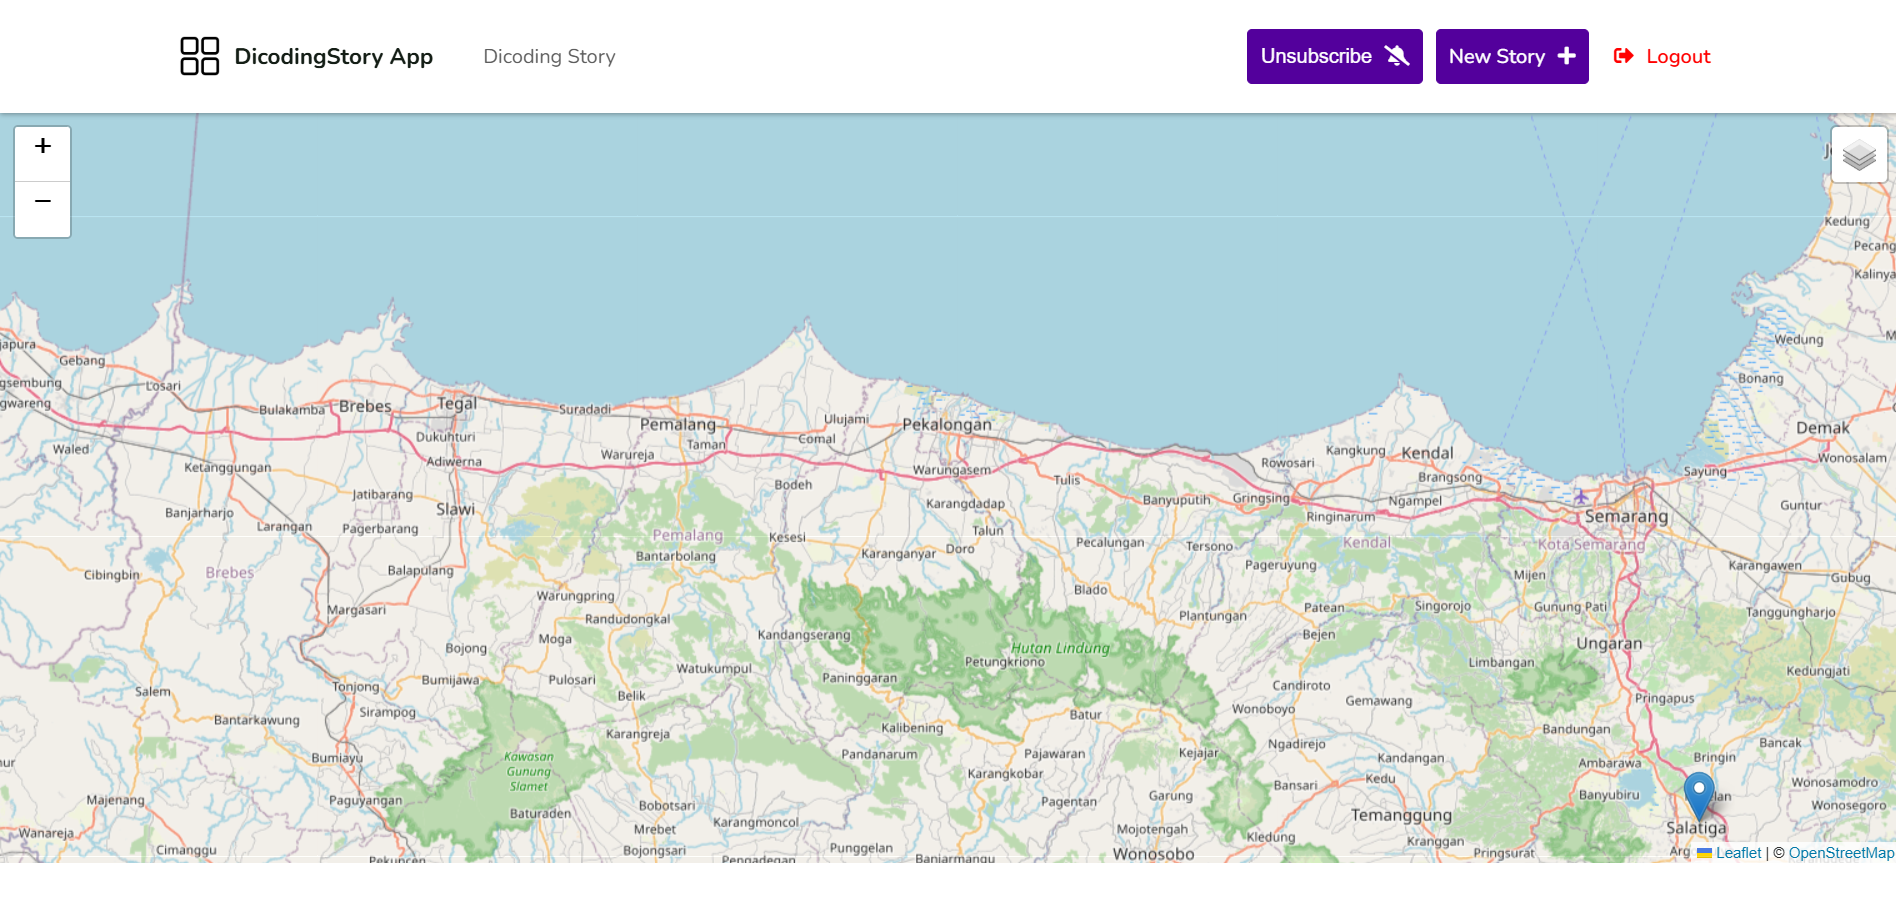 DicodingStory App
Dicoding Story
Unsubscribe
New Story +
Logout
+
−
Kedung
Pecang
Kalinya
Wedung
Bonang
Demak
Wonosalam
Sayung
Guntur
japura
Gebang
gsembung
Losari
gwareng
Bulakamba
Brebes
Tegal
Suradadi
Waled
Dukuhturi
Adiwerna
Ketanggungan
Pemalang
Taman
Warureja
Ulujami
Comal
Pekalongan
Warungasem
Bodeh
Karangdadap
Tulis
Banyuputih
Gringsing
Rowosari
Kangkung
Kendal
Brangsong
Ngampel
Ringinarum
Semarang
Kota Semarang
Kendal
Jatibarang
Banjarharjo
Larangan
Pagerbarang
Slawi
Pemalang
Bantarbolang
Kesesi
Karanganyar
Doro
Talun
Pecalungan
Tersono
Pageruyung
Mijen
Karangawen
Gubug
Cibingbin
Brebes
Balapulang
Margasari
Warungpring
Randudongkal
Moga
Kandangserang
Blado
Plantungan
Patean
Singorojo
Gunung Pati
Tanggungharjo
Bejen
Ungaran
Bojong
Watukumpul
Hutan Lindung
Petungkriono
Limbangan
Kedungjati
Salem
Tonjong
Bumijawa
Pulosari
Belik
Paninggaran
Candiroto
Gemawang
Pringapus
Bantarkawung
Sirampog
Karangreja
Kalibening
Batur
Wonoboyo
Bandungan
Bumiayu
Kawasan
Gunung
Slamet
Pandanarum
Pajawaran
Kejajar
Ngadirejo
Kandangan
Ambarawa
Bringin
Bancak
Majenang
Paguyangan
Baturaden
Bobotsari
Karangkobar
Pagentan
Garung
Bansari
Kedu
Banyubiru
Wonosamodro
Wonosegoro
Wanareja
Mrebet
Karangmoncol
Mojotengah
Temanggung
Salatiga
Cimanggu
Bojongsari
Punggelan
Kledung
Kranggan
Pekuncen
Pengadegan
Banjarmangu
Wonosobo
Pringsurat
Leaflet | © OpenStreetMap